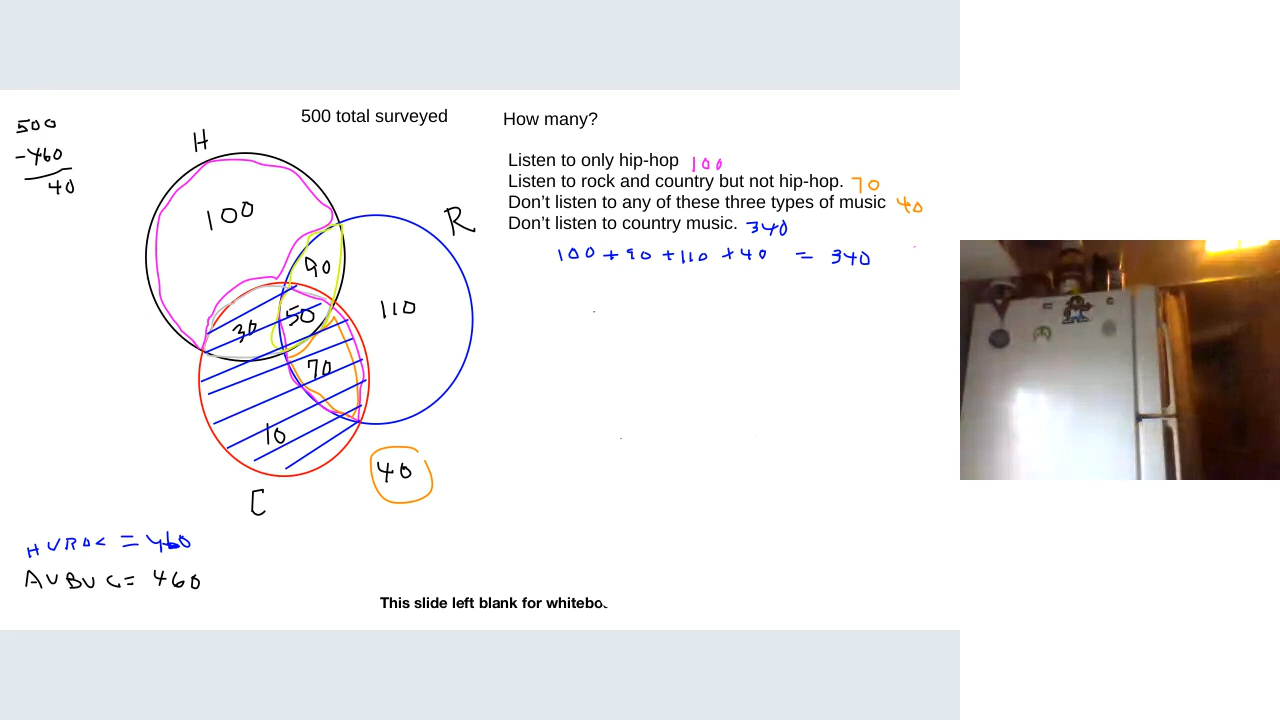 500 total surveyed
How many?
500
-460
40
H
R
C
100
90
110
30
50
70
10
40
Listen to only hip-hop 100
Listen to rock and country but not hip-hop. 70
Don't listen to any of these three types of music 40
Don't listen to country music. 340
100 + 90 + 110 + 40 = 340
= 460
AUBUC = 460
This slide left blank for